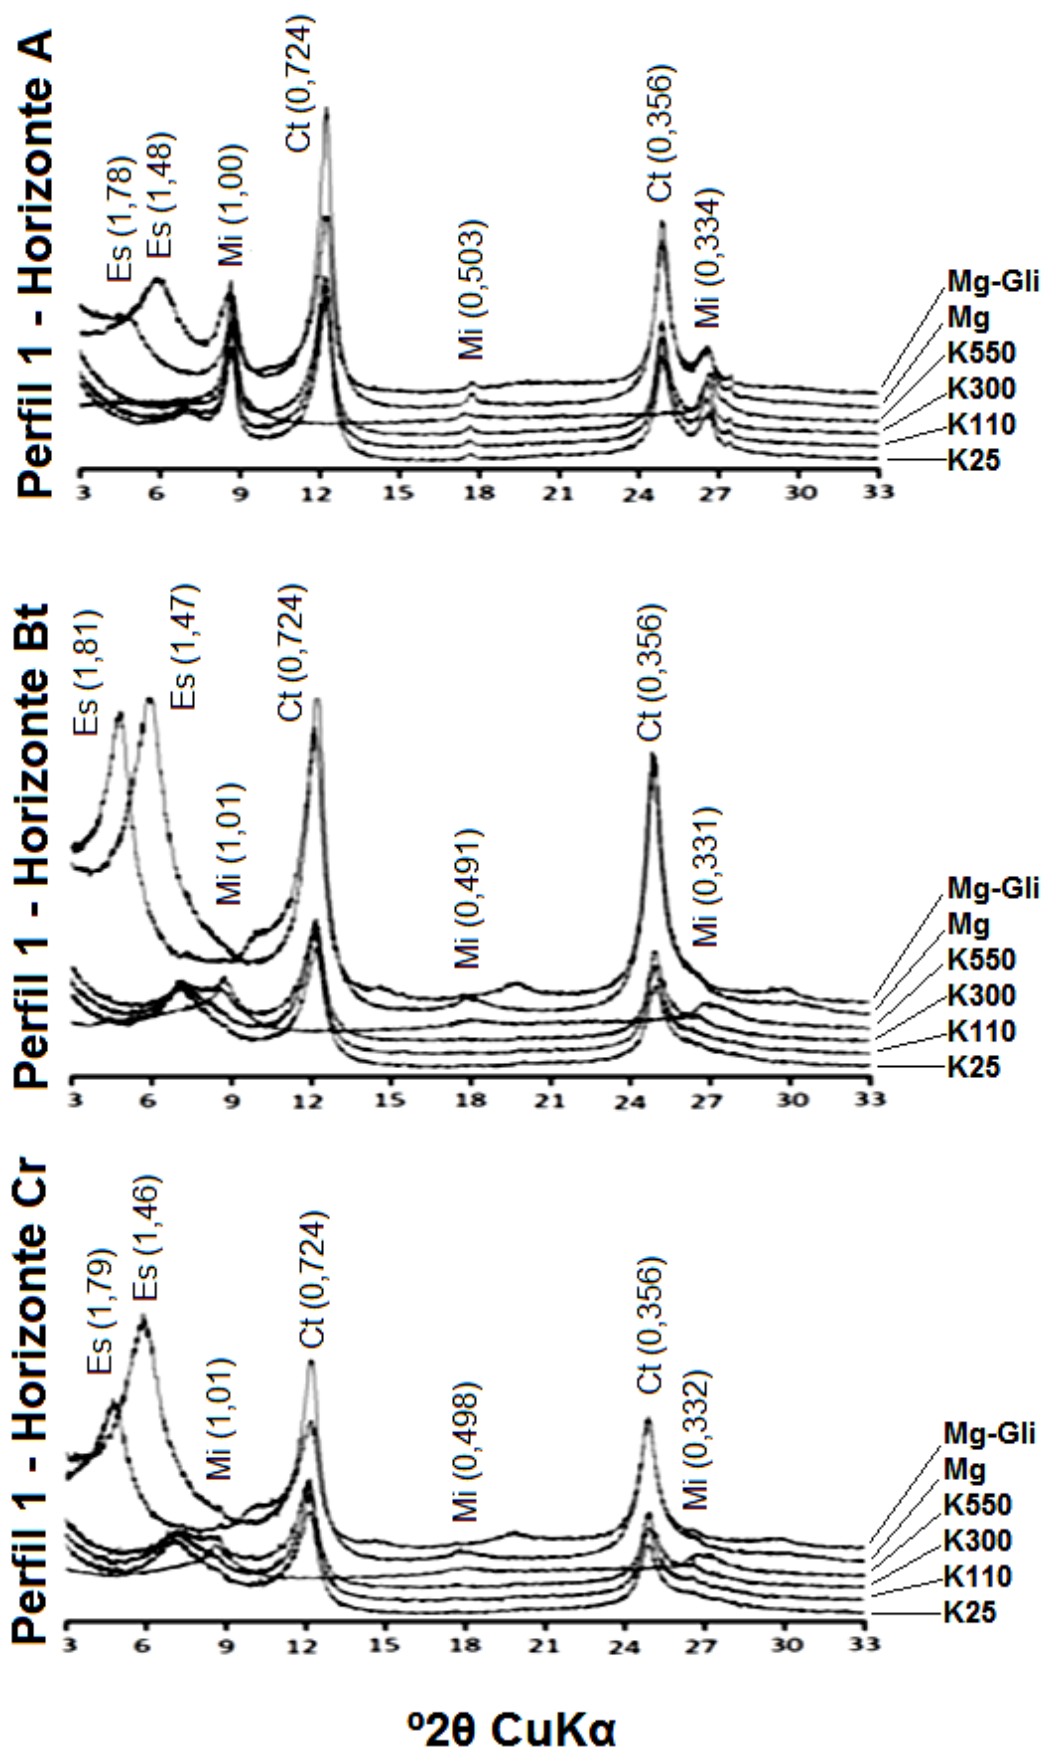 Perfil 1 - Horizonte A
Es (1,78)
Es (1,48)
Mi (1,00)
Ct (0,724)
Mi (0,503)
Ct (0,356)
Mi (0,334)
Mg-Gli
Mg
K550
K300
K110
K25
3 6 9 12 15 18 21 24 27 30 33
Perfil 1 - Horizonte Bt
Es (1,81)
Es (1,47)
Mi (1,01)
Ct (0,724)
Mi (0,491)
Ct (0,356)
Mi (0,331)
Mg-Gli
Mg
K550
K300
K110
K25
3 6 9 12 15 18 21 24 27 30 33
Perfil 1 - Horizonte Cr
Es (1,79)
Es (1,46)
Mi (1,01)
Ct (0,724)
Mi (0,498)
Ct (0,356)
Mi (0,332)
Mg-Gli
Mg
K550
K300
K110
K25
3 6 9 12 15 18 21 24 27 30 33
º2θ CuKα